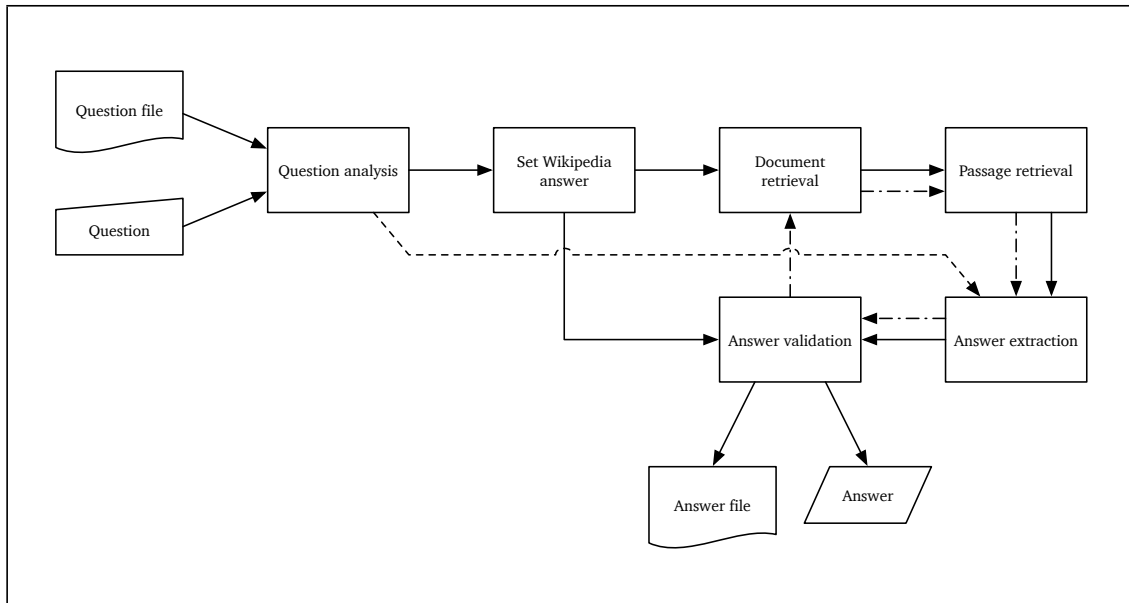 Question file
Question
Question analysis
Set Wikipedia
answer
Document
retrieval
Passage retrieval
Answer validation
Answer extraction
Answer file
Answer